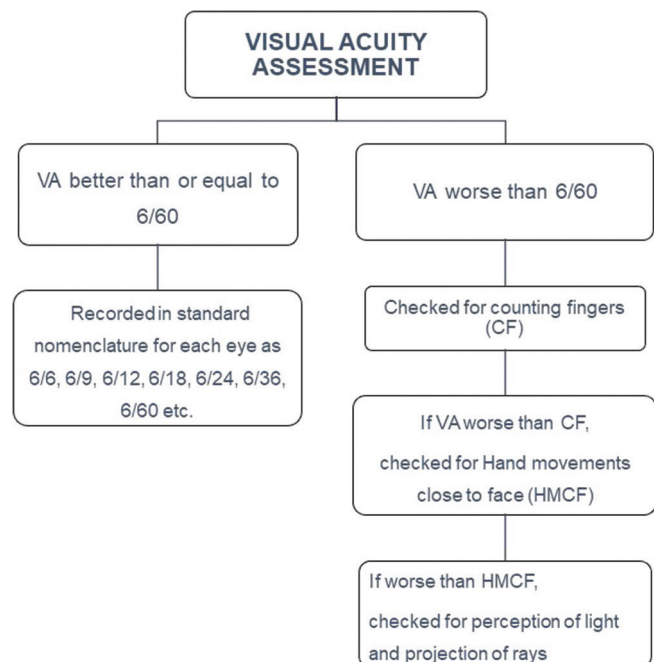 VISUAL ACUITY
ASSESSMENT
VA better than or equal to
6/60
Recorded in standard
nomenclature for each eye as
6/6, 6/9, 6/12, 6/18, 6/24, 6/36,
6/60 etc.
VA worse than 6/60
Checked for counting fingers
(CF)
If VA worse than CF,
checked for Hand movements
close to face (HMCF)
If worse than HMCF,
checked for perception of light
and projection of rays